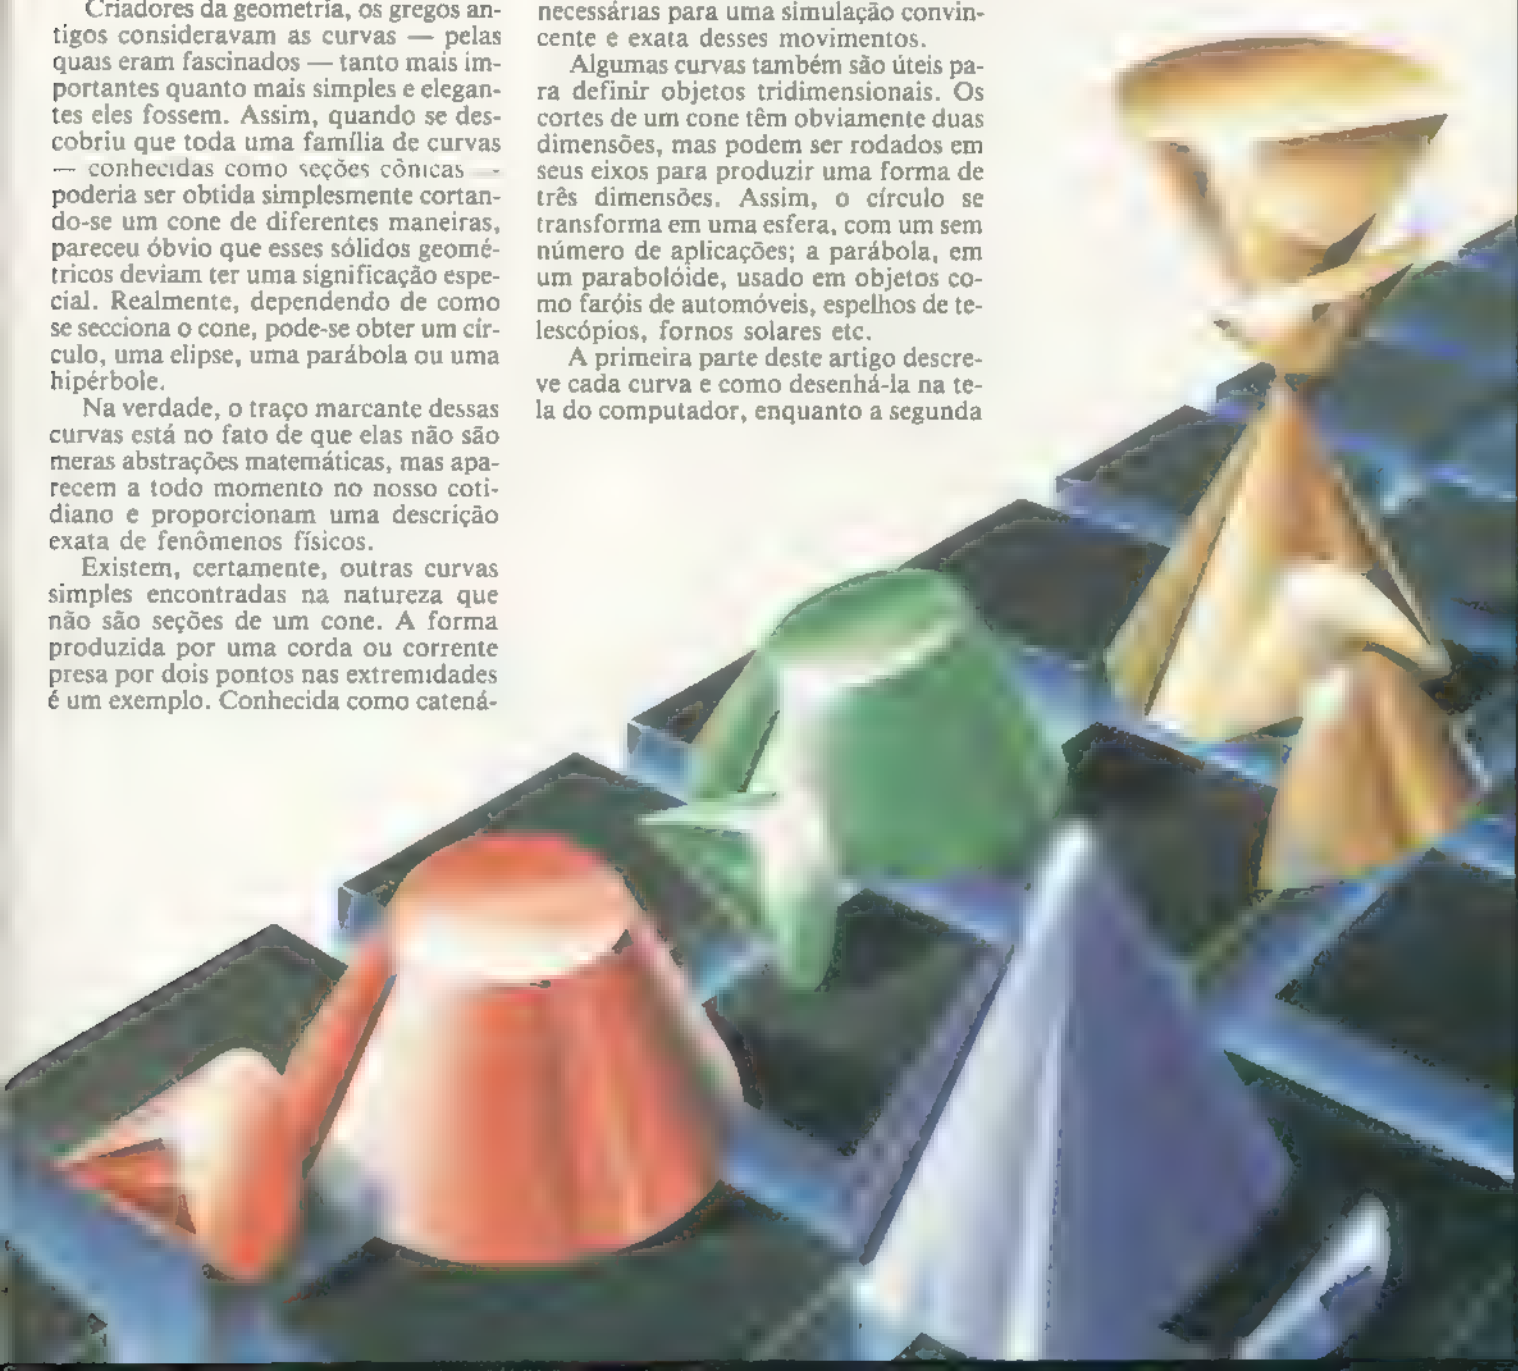 Criadores da geometria, os gregos an-
tigos consideravam as curvas — pelas
quais eram fascinados — tanto mais im-
portantes quanto mais simples e elegan-
tes eles fossem. Assim, quando se des-
cobriu que toda uma família de curvas
— conhecidas como seções cônicas -
poderia ser obtida simplesmente cortan-
do-se um cone de diferentes maneiras,
pareceu óbvio que esses sólidos geomé-
tricos deviam ter uma significação espe-
cial. Realmente, dependendo de como
se secciona o cone, pode-se obter um cír-
culo, uma elipse, uma parábola ou uma
hipérbole.
Na verdade, o traço marcante dessas
curvas está no fato de que elas não são
meras abstrações matemáticas, mas apa-
recem a todo momento no nosso coti-
diano e proporcionam uma descrição
exata de fenômenos físicos.
Existem, certamente, outras curvas
simples encontradas na natureza que
não são seções de um cone. A forma
produzida por uma corda ou corrente
presa por dois pontos nas extremidades
é um exemplo. Conhecida como catená-
necessárias para uma simulação convin-
cente e exata desses movimentos.
Algumas curvas também são úteis pa-
ra definir objetos tridimensionais. Os
cortes de um cone têm obviamente duas
dimensões, mas podem ser rodados em
seus eixos para produzir uma forma de
três dimensões. Assim, o círculo se
transforma em uma esfera, com um sem
número de aplicações; a parábola, em
um parabolóide, usado em objetos co-
mo faróis de automóveis, espelhos de te-
lescópios, fornos solares etc.
A primeira parte deste artigo descre-
ve cada curva e como desenhá-la na te-
la do computador, enquanto a segunda